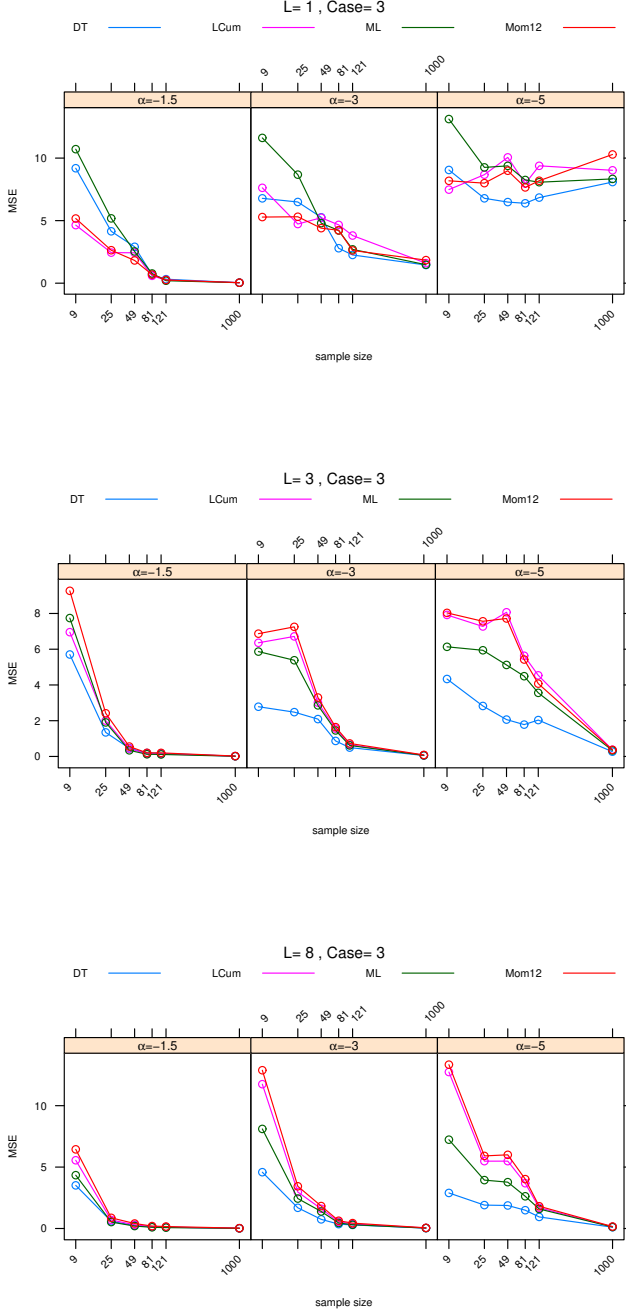 L= 1 , Case= 3
DT LCum ML Mom12
9 25 49 81 121 1000
α=−1.5 α=−3 α=−5
MSE
10
5
0
9 25 49 81 121 1000 9 25 49 81 121 1000
sample size
L= 3 , Case= 3
DT LCum ML Mom12
9 25 49 81 121 1000
α=−1.5 α=−3 α=−5
MSE
8
6
4
2
0
9 25 49 81 121 1000 9 25 49 81 121 1000
sample size
L= 8 , Case= 3
DT LCum ML Mom12
9 25 49 81 121 1000
α=−1.5 α=−3 α=−5
MSE
10
5
0
9 25 49 81 121 1000 9 25 49 81 121 1000
sample size